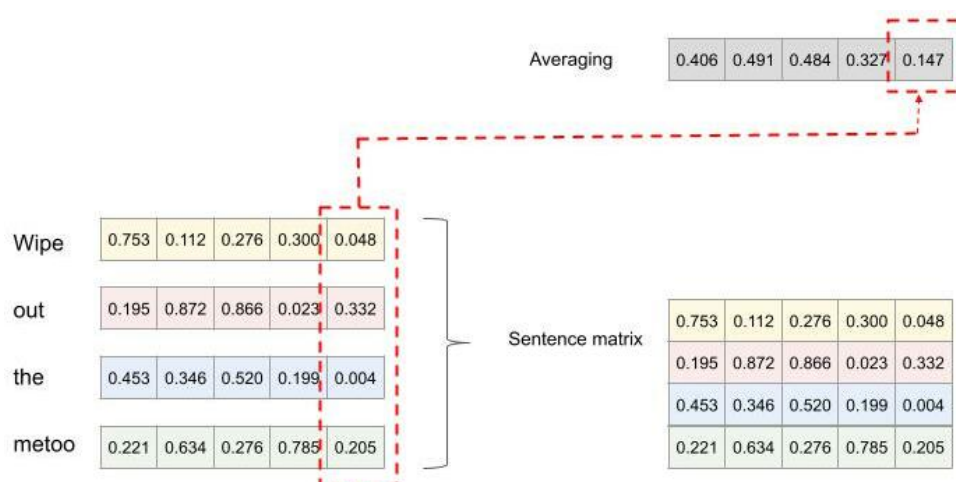 Averaging 0.406 0.491 0.484 0.327 0.147
Wipe 0.753 0.112 0.276 0.300 0.048
out 0.195 0.872 0.866 0.023 0.332
the 0.453 0.346 0.520 0.199 0.004
metoo 0.221 0.634 0.276 0.785 0.205
Sentence matrix
0.753 0.112 0.276 0.300 0.048
0.195 0.872 0.866 0.023 0.332
0.453 0.346 0.520 0.199 0.004
0.221 0.634 0.276 0.785 0.205